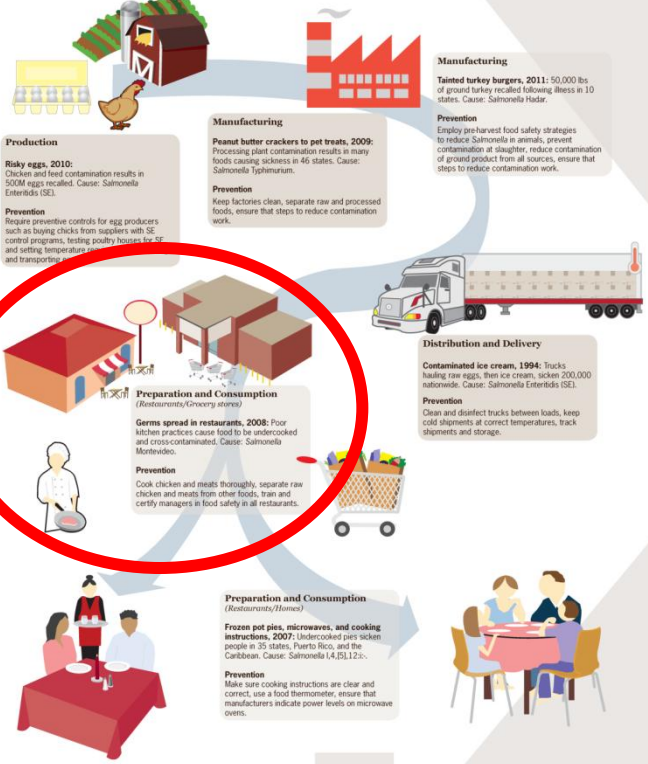 Production
Risky eggs, 2010:
Chicken and feed contamination results in
500M eggs recalled. Cause: Salmonella
Enteritidis (SE).
Prevention
Require preventive controls for egg producers
such as buying chicks from suppliers with SE
control programs, testing poultry houses for SE
and setting temperature
and transporting
Manufacturing
Peanut butter crackers to pet treats, 2009:
Processing plant contamination results in many
foods causing sickness in 46 states. Cause:
Salmonella Typhimurium.
Prevention
Keep factories clean, separate raw and processed
foods, ensure that steps to reduce contamination
work.
Manufacturing
Tainted turkey burgers, 2011: 50,000 lbs
of ground turkey recalled following illness in 10
states. Cause: Salmonella Hadar.
Prevention
Employ pre-harvest food safety strategies
to reduce Salmonella in animals, prevent
contamination at slaughter, reduce contamination
of ground product from all sources, ensure that
steps to reduce contamination work.
Distribution and Delivery
Contaminated ice cream, 1994: Trucks
hauling raw eggs, then ice cream, sicken 200,000
nationwide. Cause: Salmonella Enteritidis (SE).
Prevention
Clean and disinfect trucks between loads, keep
cold shipments at correct temperatures, track
shipments and storage.
Preparation and Consumption
(Restaurants/Grocery stores)
Germs spread in restaurants, 2008: Poor
kitchen practices cause food to be undercooked
and cross-contaminated. Cause: Salmonella
Montevideo.
Prevention
Cook chicken and meats thoroughly, separate raw
chicken and meats from other foods, train and
certify managers in food safety in all restaurants.
Preparation and Consumption
(Restaurants/Homes)
Frozen pot pies, microwaves, and cooking
instructions, 2007: Undercooked pies sicken
people in 35 states, Puerto Rico, and the
Caribbean. Cause: Salmonella I,4,[5],12:i:-.
Prevention
Make sure cooking instructions are clear and
correct, use a food thermometer, ensure that
manufacturers indicate power levels on microwave
ovens.